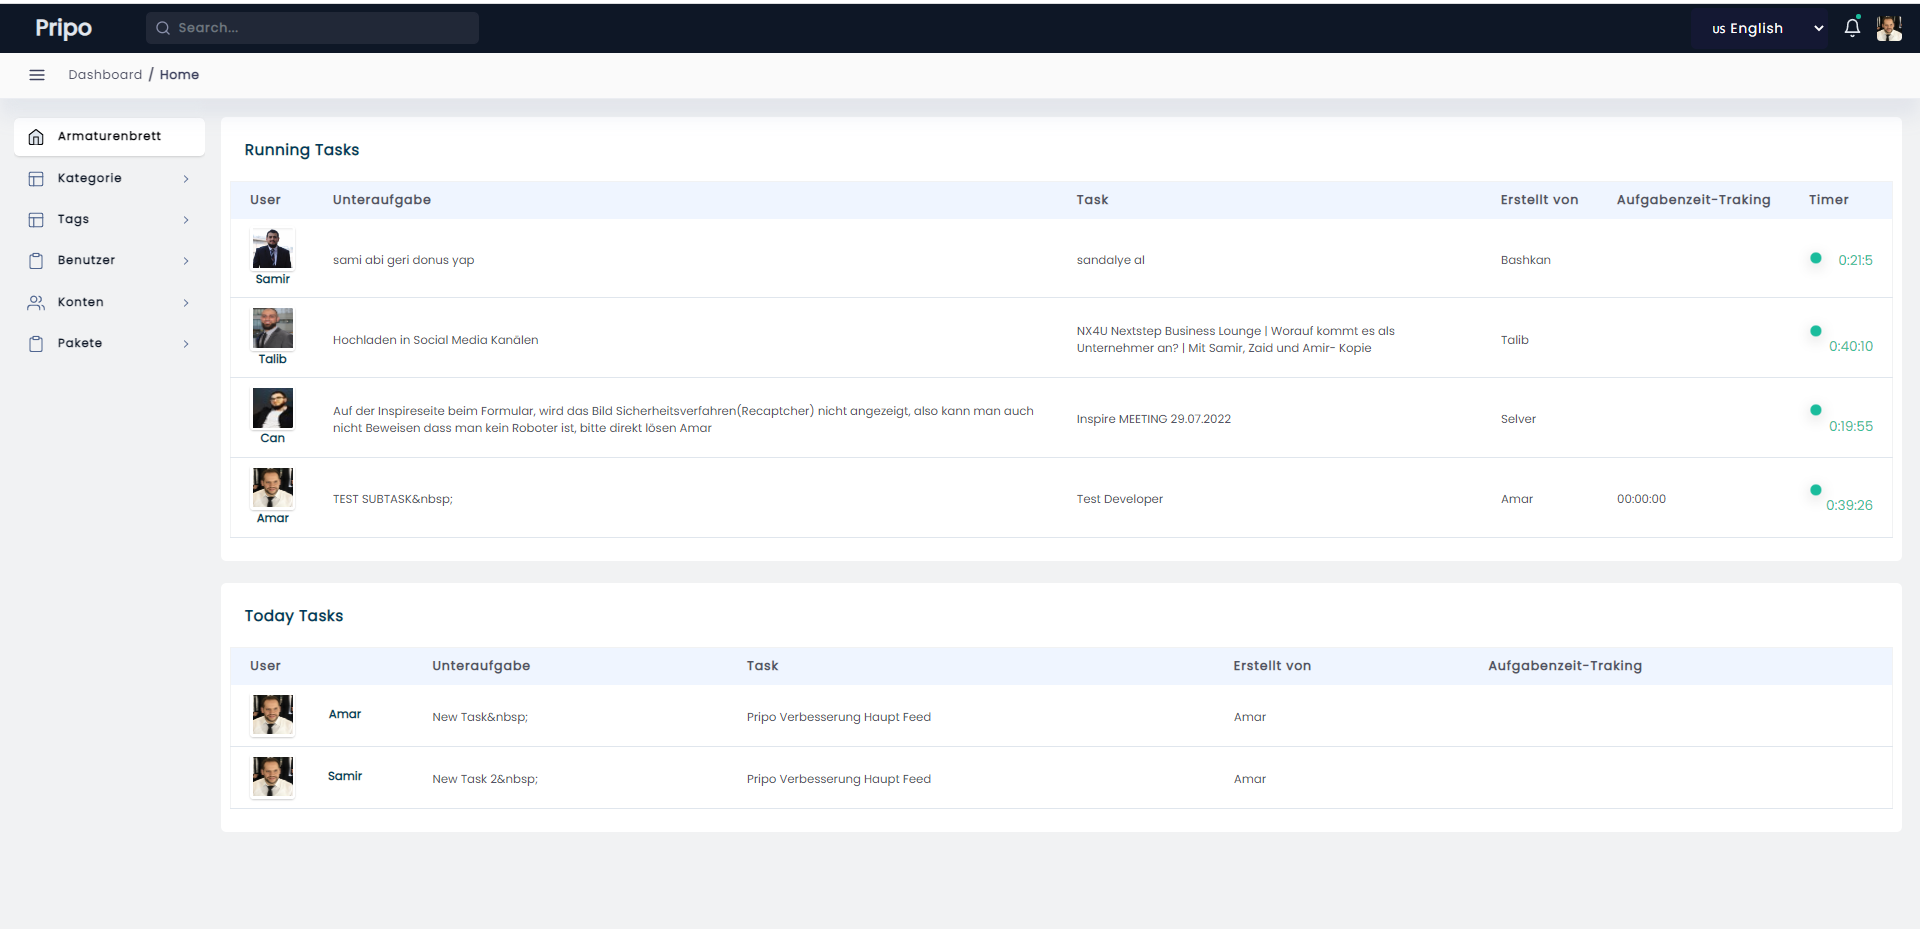 Pripo
Search...
US English
Dashboard / Home
Armaturenbrett
Kategorie
Tags
Benutzer
Konten
Pakete
Running Tasks
User Unteraufgabe Task Erstellt von Aufgabenzeit-Traking Timer
Samir sami abi geri donus yap sandalye al Bashkan 0:21:5
Talib Hochladen in Social Media Kanälen
NX4U Nextstep Business Lounge | Worauf kommt es als
Unternehmer an? | Mit Samir, Zaid und Amir- Kopie
Talib 0:40:10
Can
Auf der Inspireseite beim Formular, wird das Bild Sicherheitsverfahren(Recaptcher) nicht angezeigt, also kann man auch
nicht Beweisen dass man kein Roboter ist, bitte direkt lösen Amar
Inspire MEETING 29.07.2022 Selver 0:19:55
Amar TEST SUBTASK&nbsp; Test Developer Amar 00:00:00 0:39:26
Today Tasks
User Unteraufgabe Task Erstellt von Aufgabenzeit-Traking
Amar New Task&nbsp; Pripo Verbesserung Haupt Feed Amar
Samir New Task 2&nbsp; Pripo Verbesserung Haupt Feed Amar